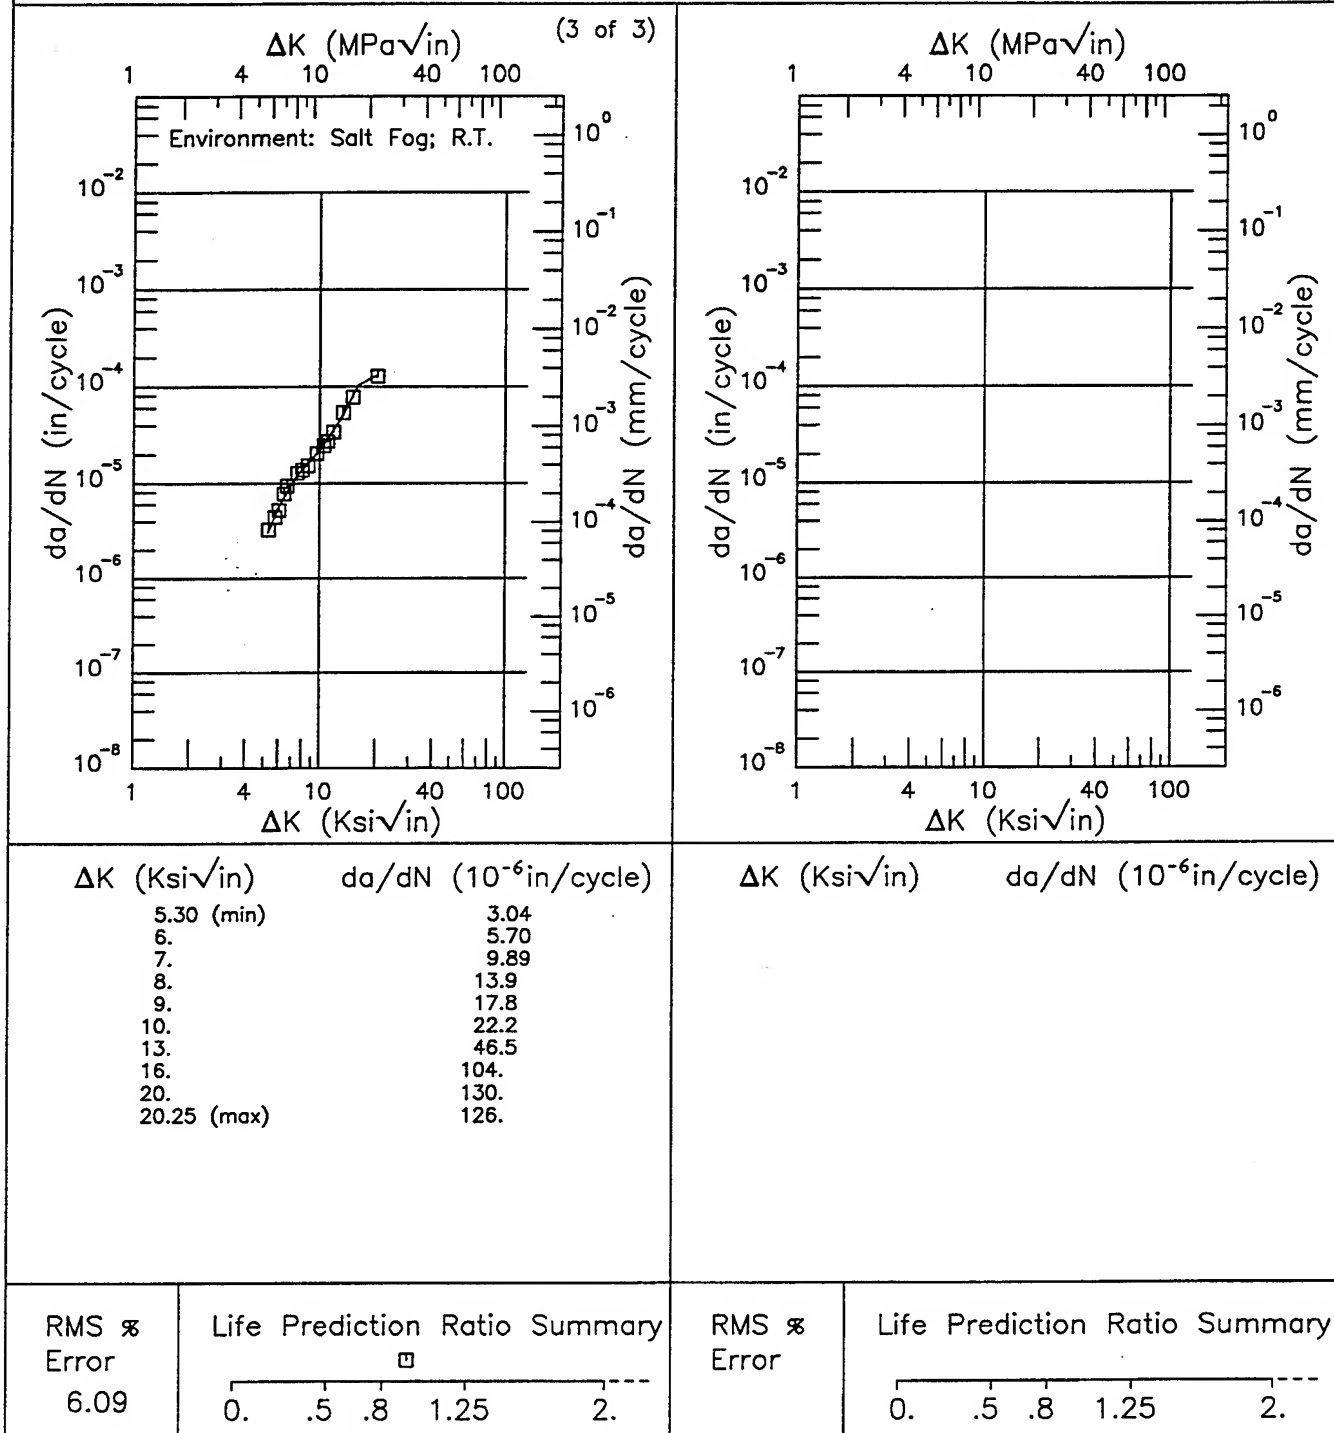 (3 of 3)
ΔK (MPa√in)
1 4 10 40 100
Environment: Salt Fog; R.T.
10⁰
10⁻²
10⁻¹
10⁻³
10⁻²
10⁻⁴
10⁻³
10⁻⁵
10⁻⁴
10⁻⁶
10⁻⁵
10⁻⁷
10⁻⁶
10⁻⁸
da/dN (in/cycle)
da/dN (mm/cycle)
1 4 10 40 100
ΔK (Ksi√in)
ΔK (MPa√in)
1 4 10 40 100
10⁰
10⁻²
10⁻¹
10⁻³
10⁻²
10⁻⁴
10⁻³
10⁻⁵
10⁻⁴
10⁻⁶
10⁻⁵
10⁻⁷
10⁻⁶
10⁻⁸
da/dN (in/cycle)
da/dN (mm/cycle)
1 4 10 40 100
ΔK (Ksi√in)
ΔK (Ksi√in) da/dN (10⁻⁶in/cycle)
5.30 (min) 3.04
6. 5.70
7. 9.89
8. 13.9
9. 17.8
10. 22.2
13. 46.5
16. 104.
20. 130.
20.25 (max) 126.
ΔK (Ksi√in) da/dN (10⁻⁶in/cycle)
RMS %
Error
6.09
Life Prediction Ratio Summary
0. .5 .8 1.25 2.
RMS %
Error
Life Prediction Ratio Summary
0. .5 .8 1.25 2.